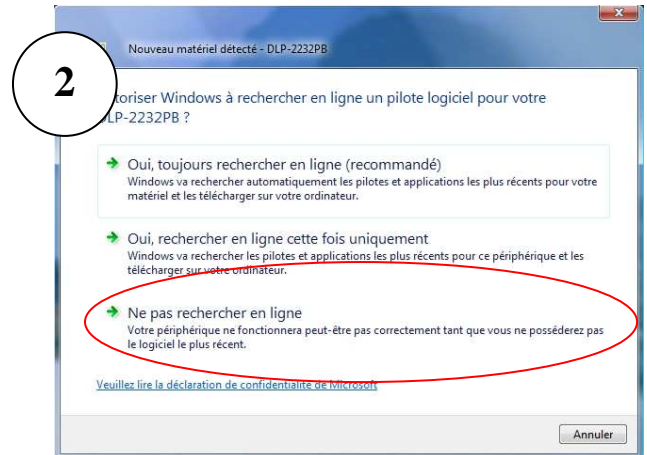 2
Nouveau matériel détecté - DLP-2232PB
toriser Windows à rechercher en ligne un pilote logiciel pour votre
LP-2232PB ?
Oui, toujours rechercher en ligne (recommandé)
Windows va rechercher automatiquement les pilotes et applications les plus récents pour votre
matériel et les télécharger sur votre ordinateur.
Oui, rechercher en ligne cette fois uniquement
Windows va rechercher les pilotes et applications les plus récents pour ce périphérique et les
télécharger sur votre ordinateur.
Ne pas rechercher en ligne
Votre périphérique ne fonctionnera peut-être pas correctement tant que vous ne posséderez pas
le logiciel le plus récent.
Veuillez lire la déclaration de confidentialité de Microsoft
Annuler